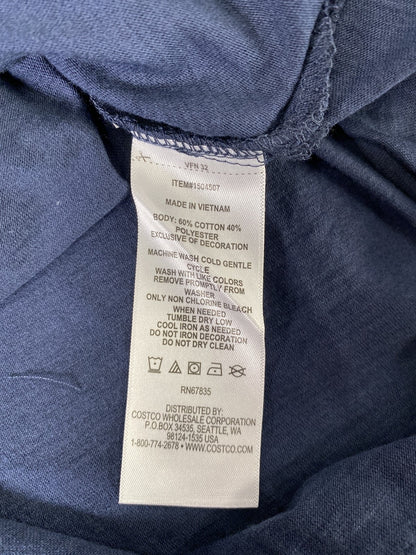 VFN 32
ITEM#1504567
MADE IN VIETNAM
BODY: 60% COTTON 40%
POLYESTER
EXCLUSIVE OF DECORATION
MACHINE WASH COLD GENTLE
CYCLE
WASH WITH LIKE COLORS
REMOVE PROMPTLY FROM
WASHER
ONLY NON CHLORINE BLEACH
WHEN NEEDED
TUMBLE DRY LOW
COOL IRON AS NEEDED
DO NOT IRON DECORATION
DO NOT DRY CLEAN
RN67835
DISTRIBUTED BY:
COSTCO WHOLESALE CORPORATION
P.O.BOX 34535, SEATTLE, WA
98124-1535 USA
1-800-774-2678 • WWW.COSTCO.COM